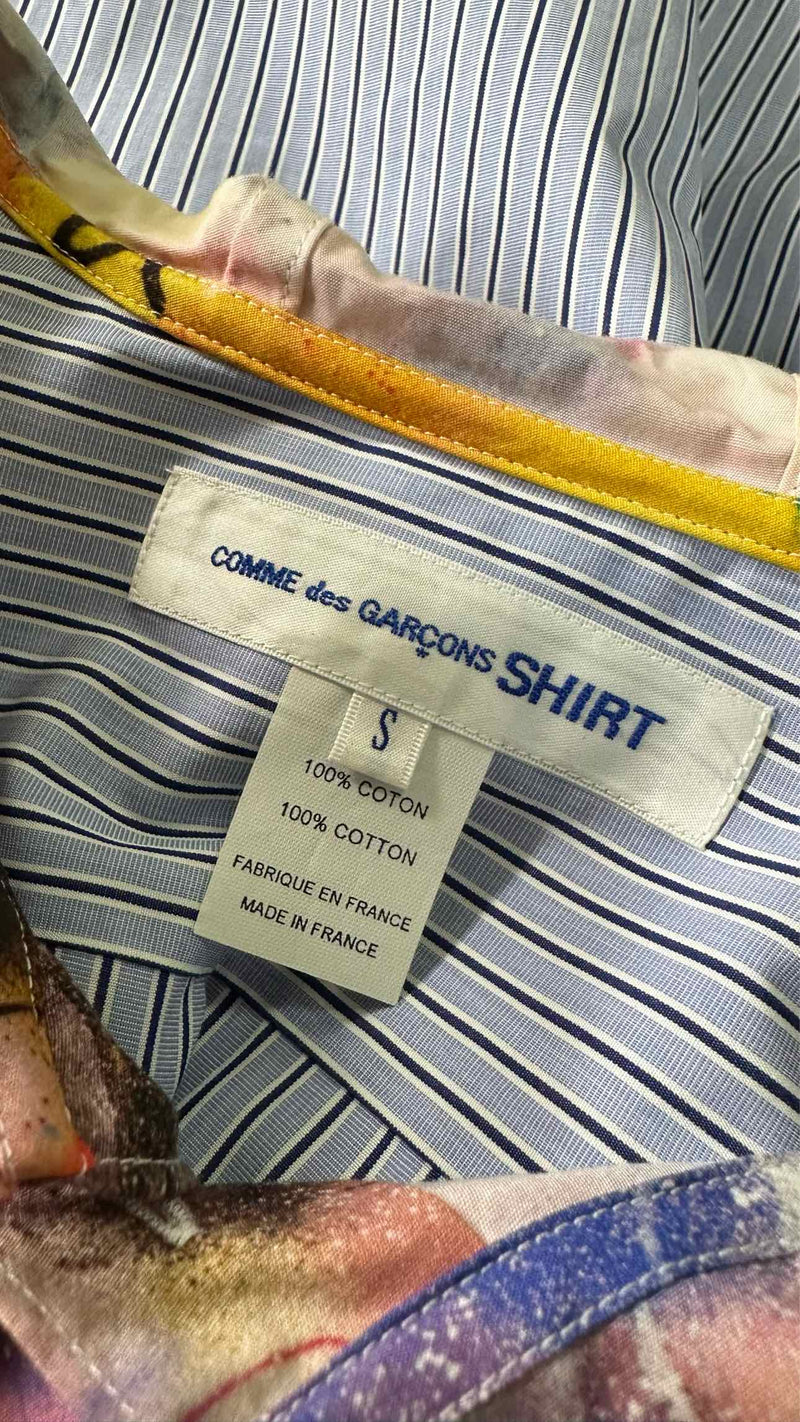 COMME des GARÇONS SHIRT
S
100% COTON
100% COTTON
FABRIQUE EN FRANCE
MADE IN FRANCE